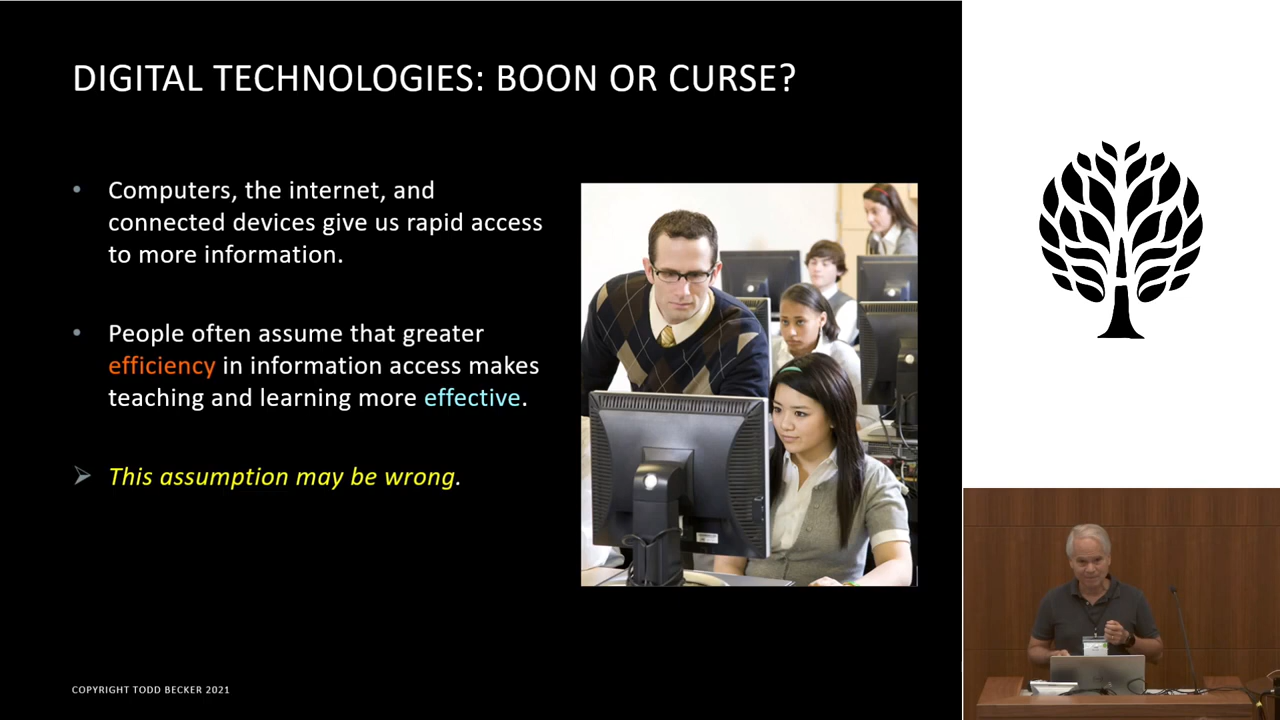 DIGITAL TECHNOLOGIES: BOON OR CURSE?
• Computers, the internet, and
connected devices give us rapid access
to more information.
• People often assume that greater
efficiency in information access makes
teaching and learning more effective.
➢ This assumption may be wrong.
COPYRIGHT TODD BECKER 2021